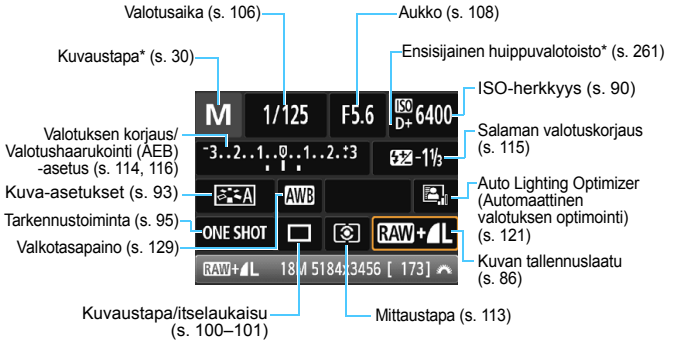 Valotusaika (s. 106)
Aukko (s. 108)
Kuvaustapa* (s. 30)
Ensisijainen huippuvalotoisto* (s. 261)
ISO-herkkyys (s. 90)
M 1/125 F5.6 ISO D+ 6400
Valotuksen korjaus/
Valotushaarukointi (AEB)
-asetus (s. 114, 116)
-3..2..1..0..1..2.:+3
-1⅓
Salaman valotuskorjaus
(s. 115)
Kuva-asetukset (s. 93)
A AWB
Auto Lighting Optimizer
(Automaattinen
valotuksen optimointi)
(s. 121)
Tarkennustoiminta (s. 95)
ONE SHOT RAW+L
Valkotasapaino (s. 129)
Kuvan tallennuslaatu
(s. 86)
RAW+L 18M 5184x3456 [ 173]
Kuvaustapa/itselaukaisu
(s. 100–101)
Mittaustapa (s. 113)